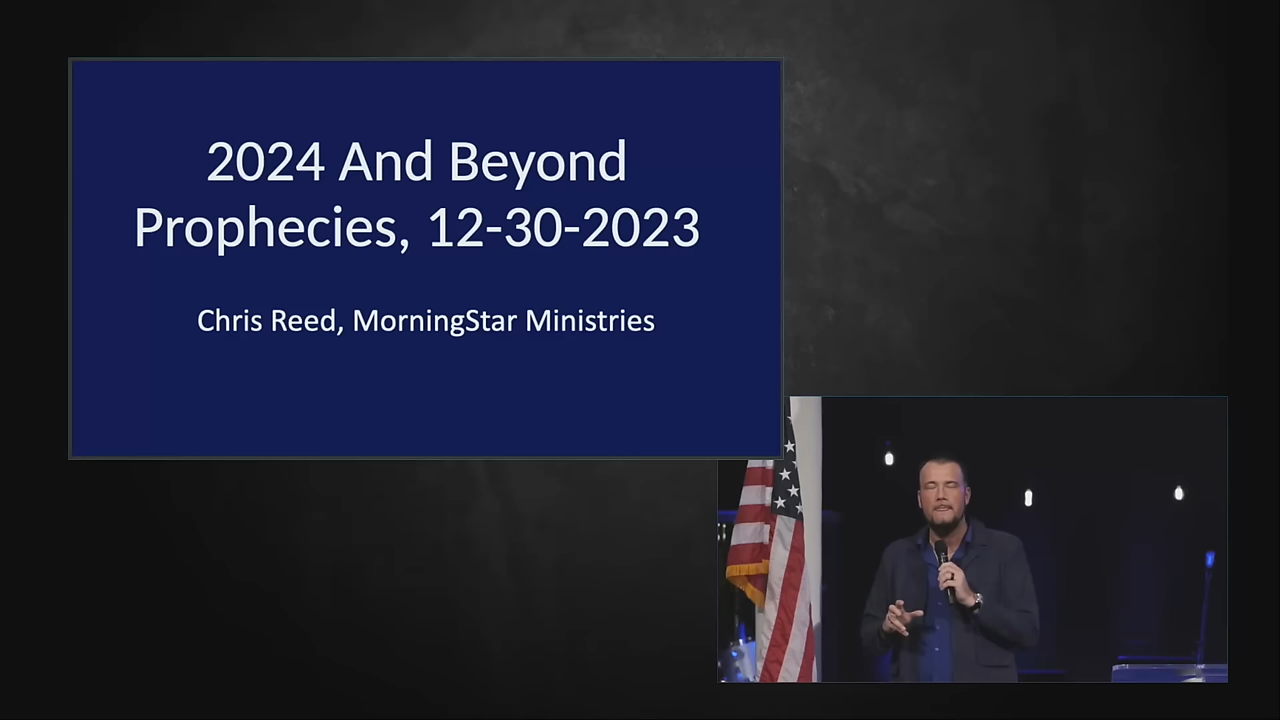 2024 And Beyond
Prophecies, 12-30-2023
Chris Reed, MorningStar Ministries